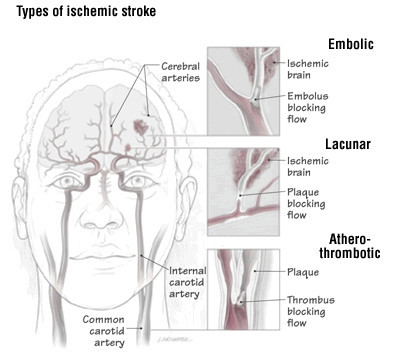 Types of ischemic stroke
Embolic
Cerebral
arteries
Ischemic
brain
Embolus
blocking
flow
Lacunar
Ischemic
brain
Plaque
blocking
flow
Athero-
thrombotic
Internal
carotid
artery
Plaque
Thrombus
blocking
flow
Common
carotid
artery